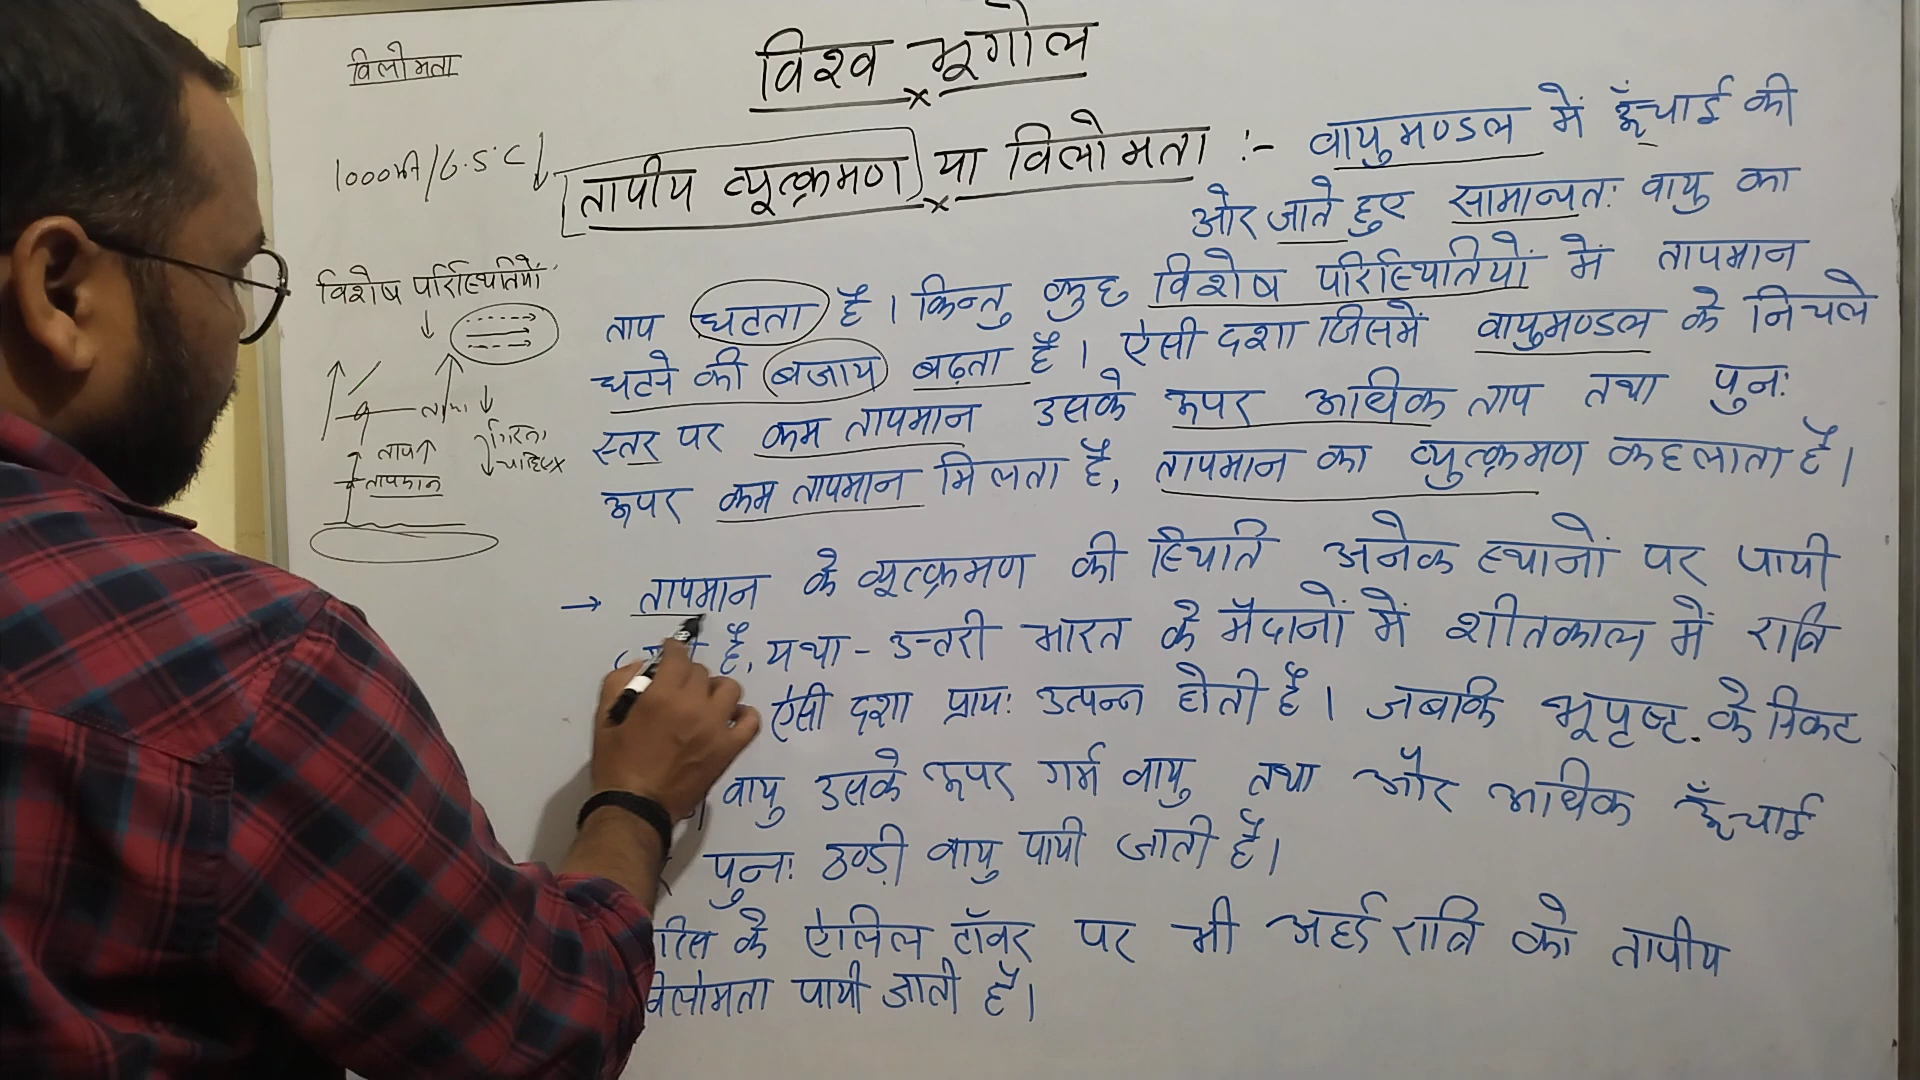 विलोमता
विश्व भूगोल
1000मी/6.5°C↓
तापीय व्यूत्क्रमण या विलोमता :- वायुमण्डल में ऊँचाई की
ओर जाते हुए सामान्यतः वायु का
ताप घटता है। किन्तु कुछ विशेष परिस्थितियों में तापमान
घटने की बजाय बढ़ता है। ऐसी दशा जिसमें वायुमण्डल के निचले
स्तर पर कम तापमान उसके ऊपर अधिक ताप तथा पुनः
ऊपर कम तापमान मिलता है, तापमान का व्युत्क्रमण कहलाता है।
विशेष परिस्थितियों
ताप↑
तापमान
→ तापमान के व्यूत्क्रमण की स्थिति अनेक स्थानों पर पायी
है, यथा - उत्तरी भारत के मैदानों में शीतकाल में रात्रि
ऐसी दशा प्रायः उत्पन्न होती है। जबकि भूपृष्ट के निकट
वायु उसके ऊपर गर्म वायु तथा और अधिक ऊँचाई
पुनः ठण्डी वायु पायी जाती है।
के ऐफिल टॉवर पर भी अर्द्ध रात्रि को तापीय
विलोमता पायी जाती है।